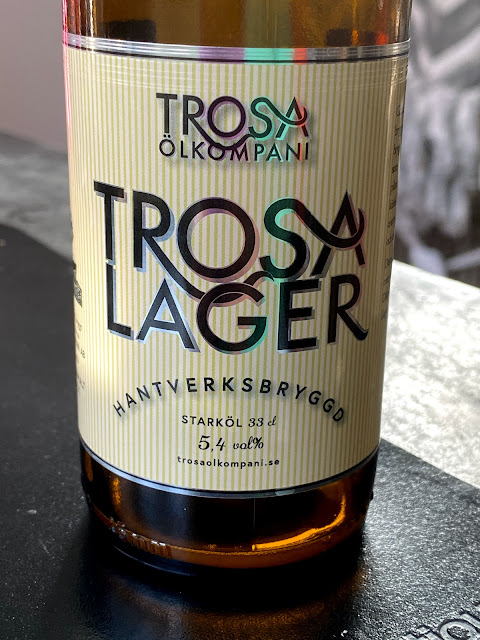 TROSA
ÖLKOMPANI
TROSA
LAGER
HANTVERKSBRYGGD
STARKÖL 33 cl
5,4 vol%
trosaolkompani.se